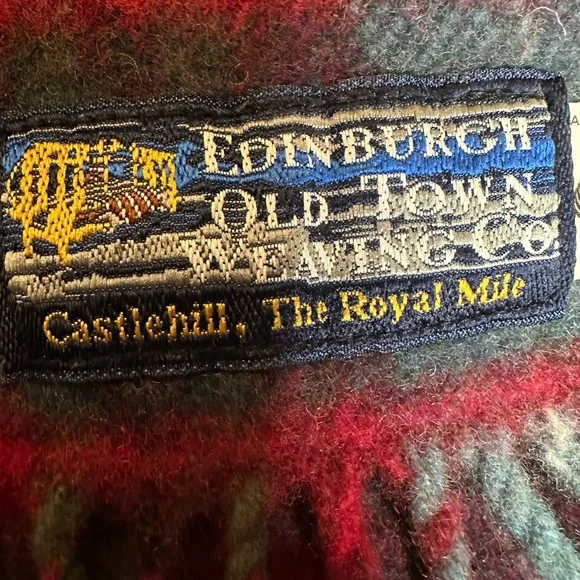 EDINBURGH
OLD TOWN
WEAVING CO
Castlehill, The Royal Mile